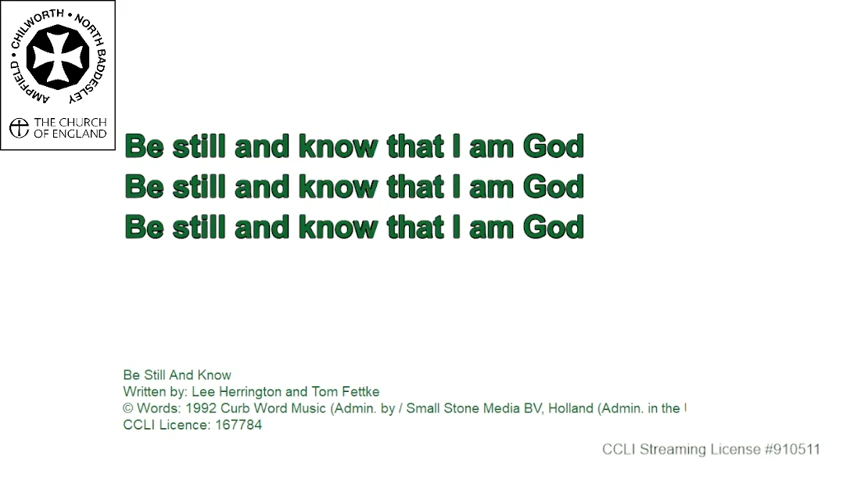 AMPFIELD • CHILWORTH • NORTH BADDESLEY
THE CHURCH
OF ENGLAND
Be still and know that I am God
Be still and know that I am God
Be still and know that I am God
Be Still And Know
Written by: Lee Herrington and Tom Fettke
© Words: 1992 Curb Word Music (Admin. by / Small Stone Media BV, Holland (Admin. in the
CCLI Licence: 167784
CCLI Streaming License #910511